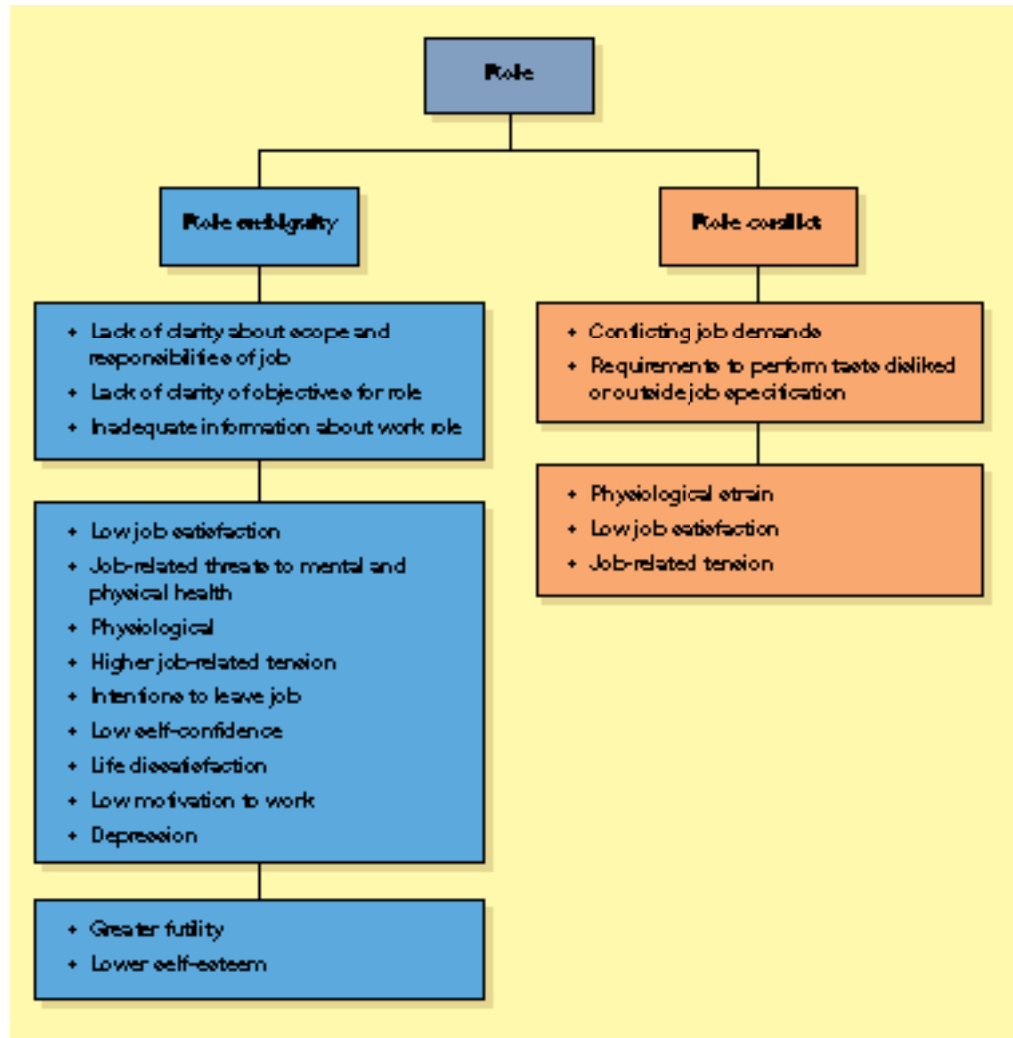 Role
Role ambiguity
Role conflict
• Lack of clarity about scope and
responsibilities of job
• Lack of clarity of objectives for role
• Inadequate information about work role
• Conflicting job demands
• Requirements to perform tasks disliked
or outside job specification
• Low job satisfaction
• Job-related threats to mental and
physical health
• Physiological
• Higher job-related tension
• Intentions to leave job
• Low self-confidence
• Life dissatisfaction
• Low motivation to work
• Depression
• Physiological strain
• Low job satisfaction
• Job-related tension
• Greater futility
• Lower self-esteem